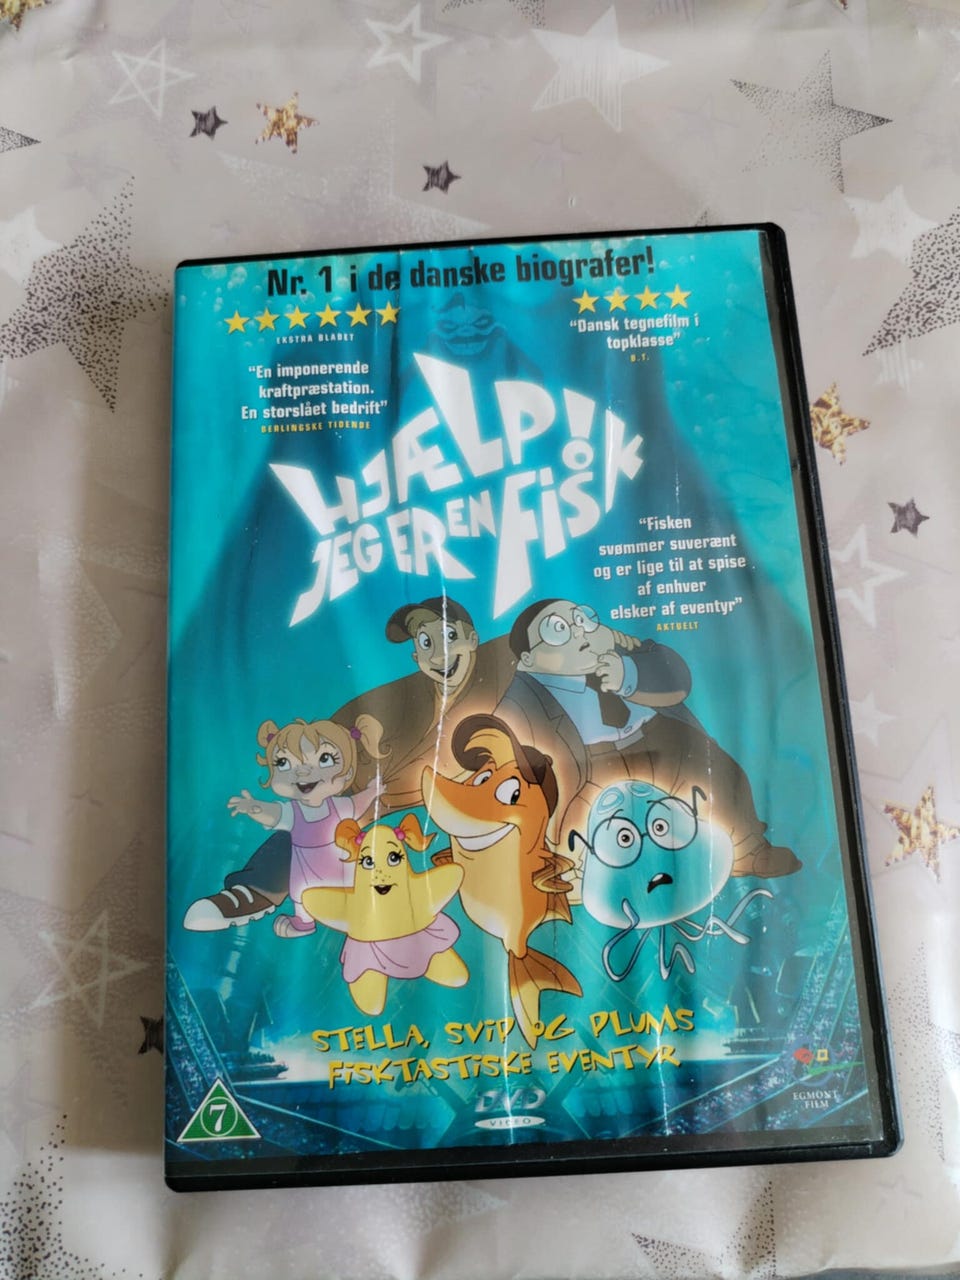 Nr. 1 i de danske biografer!
EKSTRA BLADET
"Dansk tegnefilm i
topklasse"
B.T.
"En imponerende
kraftpræstation.
En storslået bedrift"
BERLINGSKE TIDENDE
HJÆLP!
JEG ER EN FISK
"Fisken
svømmer suverænt
og er lige til at spise
af enhver
elsker af eventyr"
AKTUELT
STELLA, SVIP OG PLUMS
FISKTASTISKE EVENTYR
7
DVD
VIDEO
EGMONT
FILM